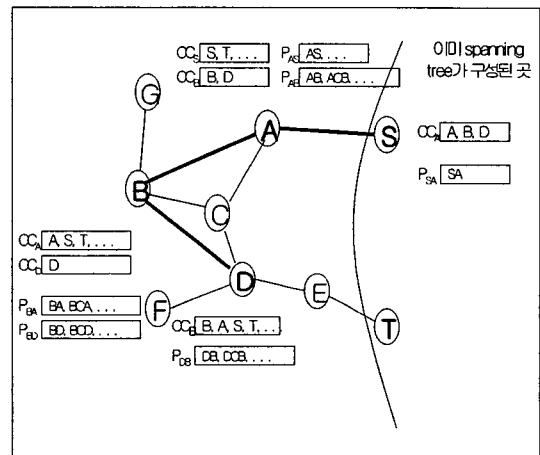 CC_S S, T, . . . P_AS AS, . . .
CC_B B, D P_AB AB, ACB, . . .
이미 spanning
tree가 구성된 곳
G
A
S
CC_A A, B, D
P_SA SA
B
C
CC_A A, S, T, . . .
CC_D D
D
E
P_BA BA, BCA, . . .
P_BD BD, BCD, . . .
F
CC_B B, A, S, T, . . .
T
P_DB DB, DCB, . . .